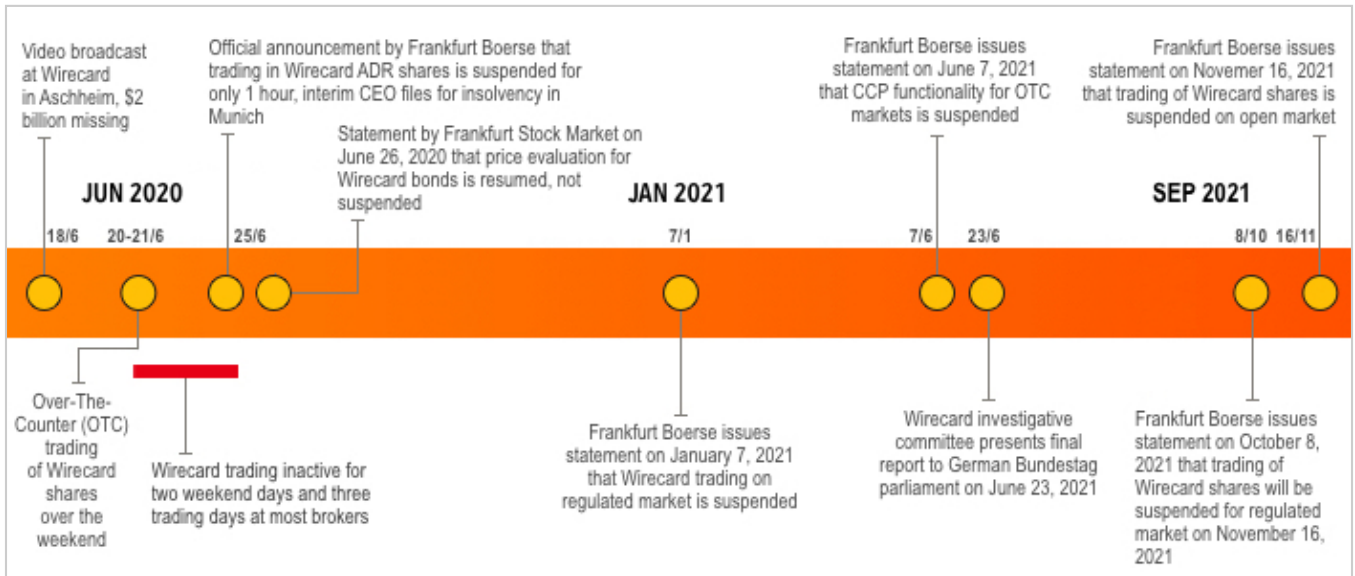 Video broadcast
at Wirecard
in Aschheim, $2
billion missing
Official announcement by Frankfurt Boerse that
trading in Wirecard ADR shares is suspended for
only 1 hour, interim CEO files for insolvency in
Munich
Statement by Frankfurt Stock Market on
June 26, 2020 that price evaluation for
Wirecard bonds is resumed, not
suspended
Frankfurt Boerse issues
statement on June 7, 2021
that CCP functionality for OTC
markets is suspended
Frankfurt Boerse issues
statement on Novemer 16, 2021
that trading of Wirecard shares is
suspended on open market
JUN 2020
JAN 2021
SEP 2021
18/6
20-21/6
25/6
7/1
7/6
23/6
8/10
16/11
Over-The-
Counter (OTC)
trading
of Wirecard
shares
over the
weekend
Wirecard trading inactive for
two weekend days and three
trading days at most brokers
Frankfurt Boerse issues
statement on January 7, 2021
that Wirecard trading on
regulated market is suspended
Wirecard investigative
committee presents final
report to German Bundestag
parliament on June 23, 2021
Frankfurt Boerse issues
statement on October 8,
2021 that trading of
Wirecard shares will be
suspended for regulated
market on November 16,
2021